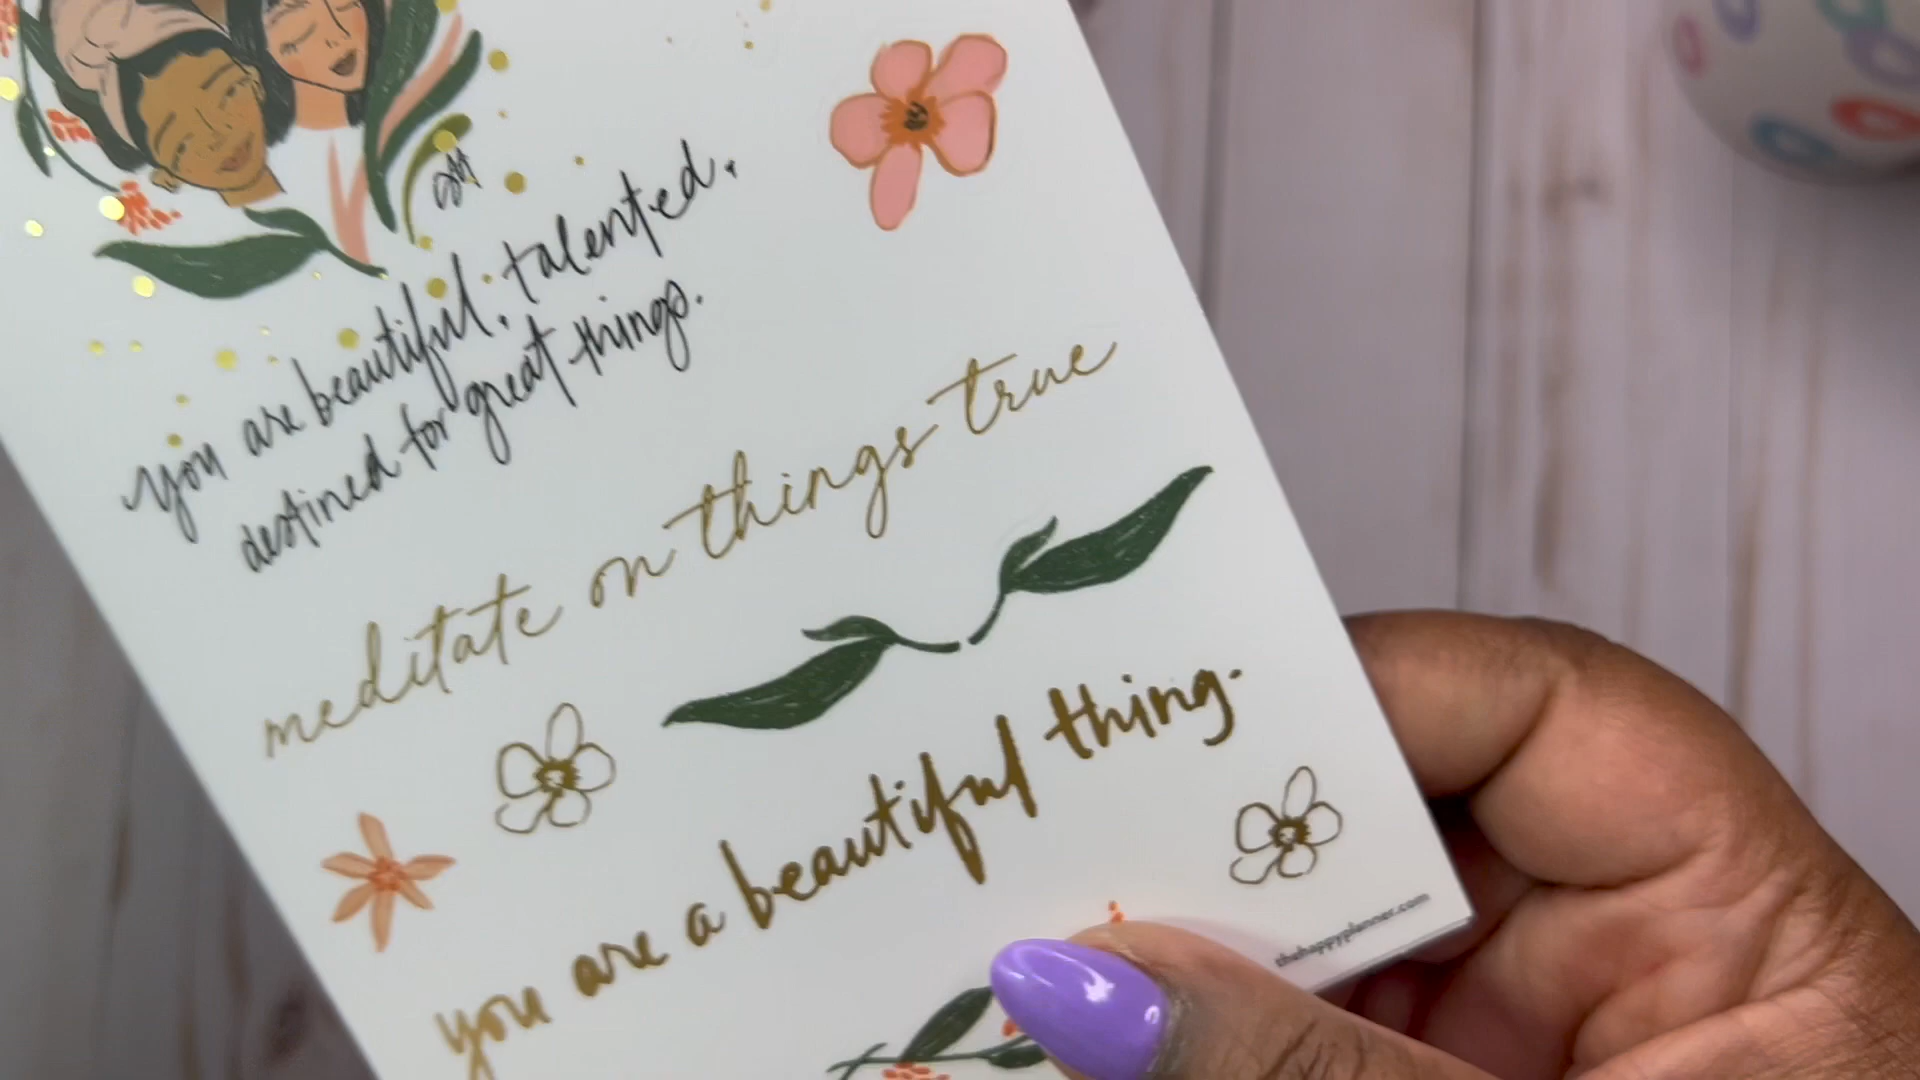 you are beautiful. talented.
destined for great things.
meditate on things true
you are a beautiful thing.
thehappyplanner.com